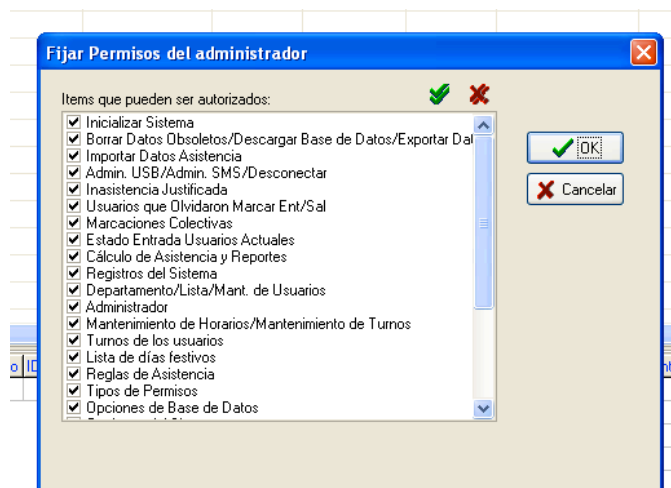 Fijar Permisos del administrador
Items que pueden ser autorizados:
Inicializar Sistema
Borrar Datos Obsoletos/Descargar Base de Datos/Exportar Dat
Importar Datos Asistencia
Admin. USB/Admin. SMS/Desconectar
Inasistencia Justificada
Usuarios que Olvidaron Marcar Ent/Sal
Marcaciones Colectivas
Estado Entrada Usuarios Actuales
Cálculo de Asistencia y Reportes
Registros del Sistema
Departamento/Lista/Mant. de Usuarios
Administrador
Mantenimiento de Horarios/Mantenimiento de Turnos
Turnos de los usuarios
Lista de días festivos
Reglas de Asistencia
Tipos de Permisos
Opciones de Base de Datos
OK
Cancelar